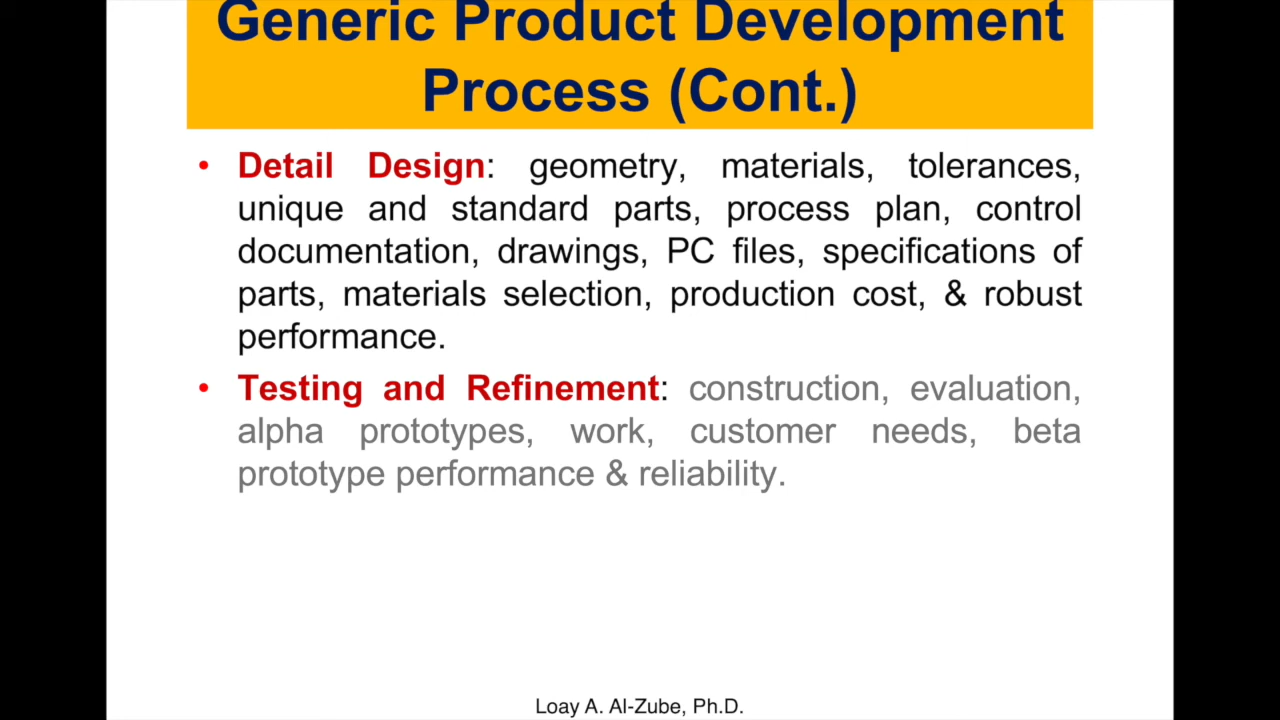 Generic Product Development
Process (Cont.)
• Detail Design: geometry, materials, tolerances,
unique and standard parts, process plan, control
documentation, drawings, PC files, specifications of
parts, materials selection, production cost, & robust
performance.
• Testing and Refinement: construction, evaluation,
alpha prototypes, work, customer needs, beta
prototype performance & reliability.
Loay A. Al-Zube, Ph.D.